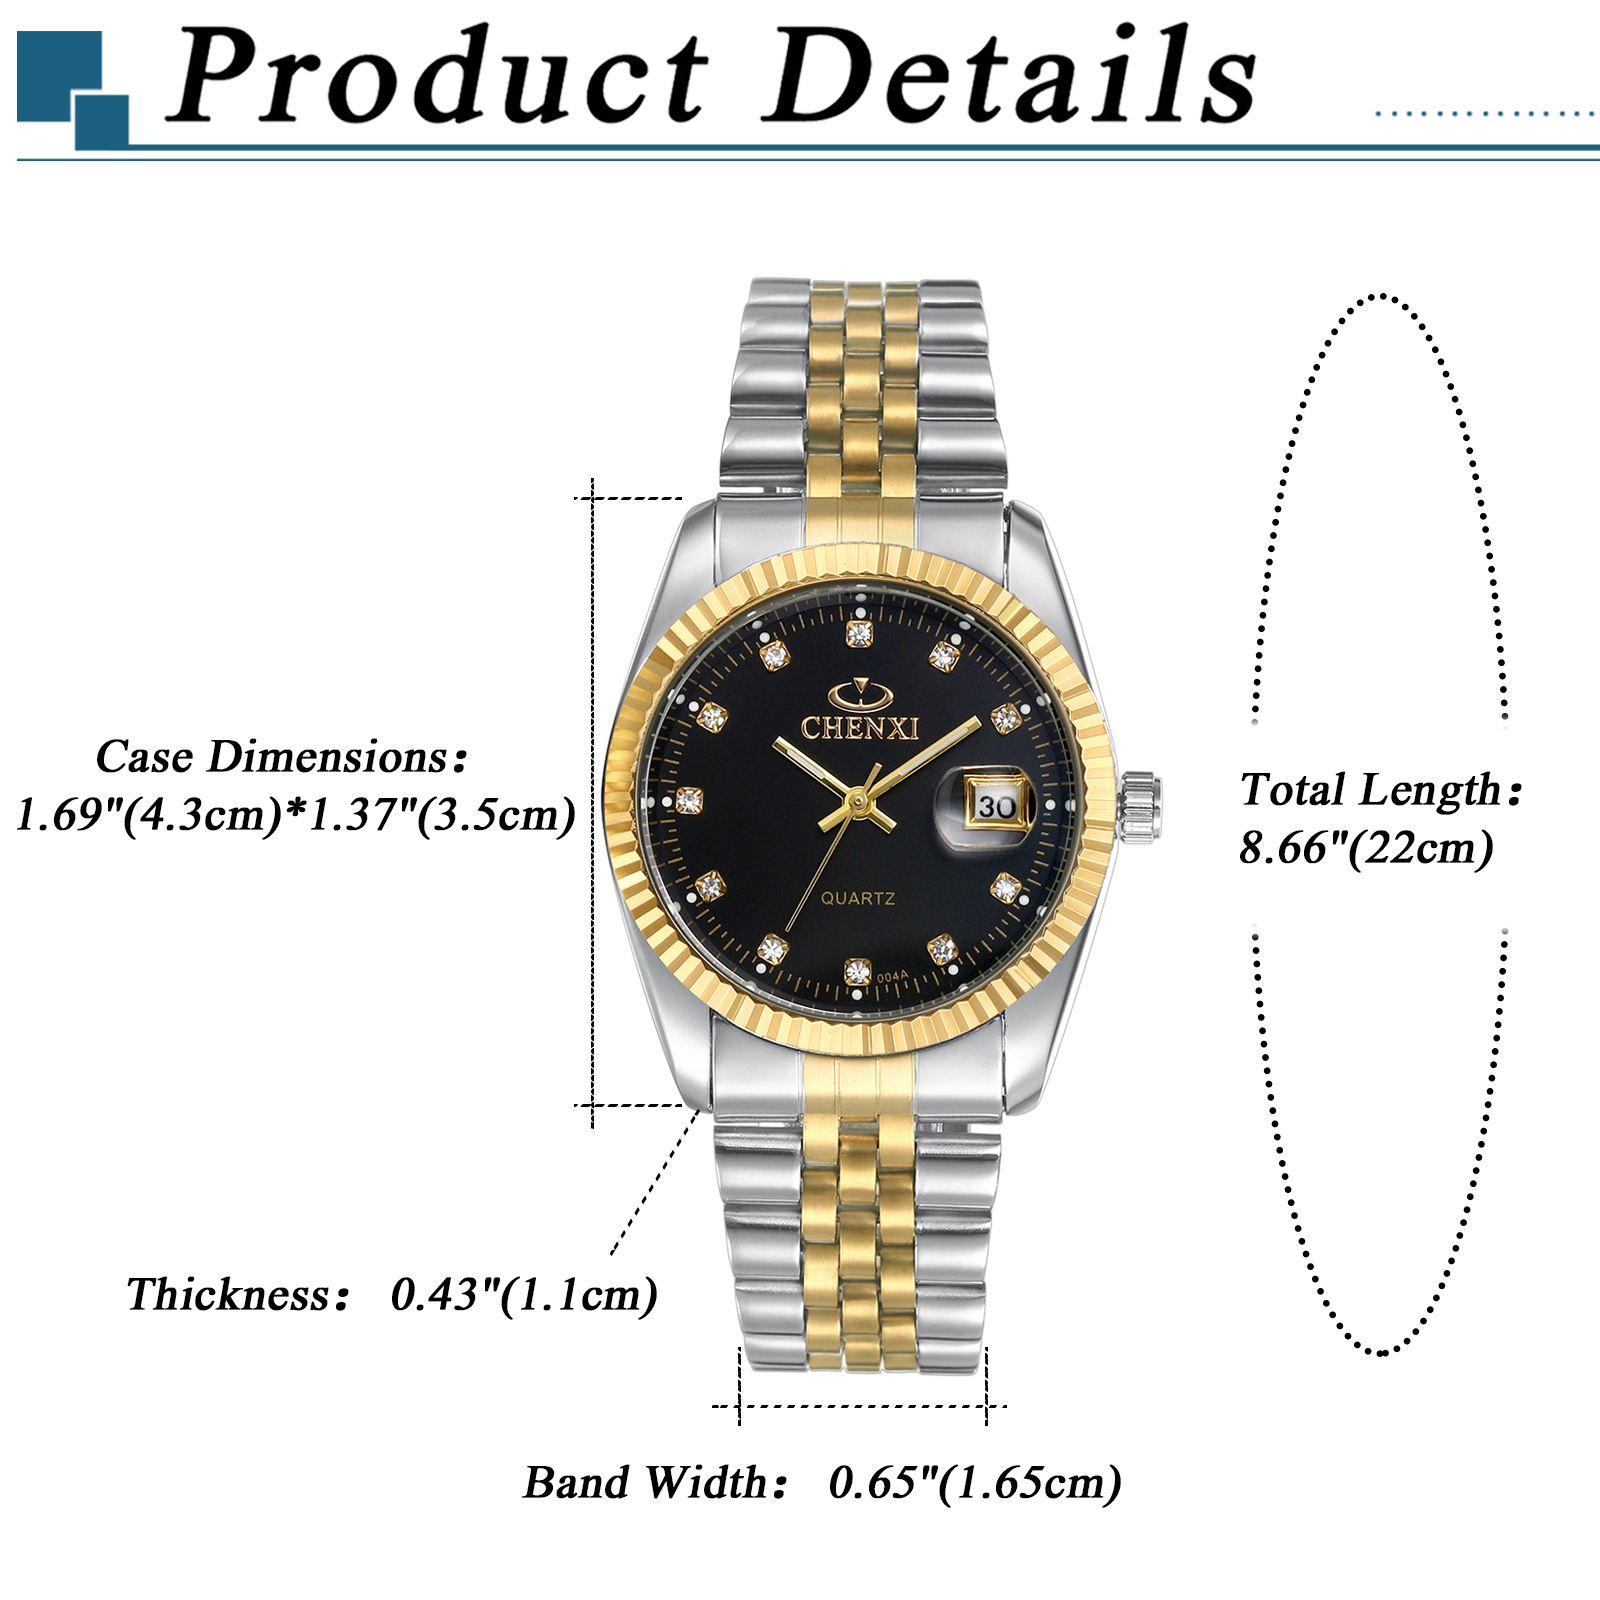 Product Details
CHENXI
30
QUARTZ
004A
Case Dimensions：
1.69"(4.3cm)*1.37"(3.5cm)
Total Length：
8.66"(22cm)
Thickness： 0.43"(1.1cm)
Band Width： 0.65"(1.65cm)